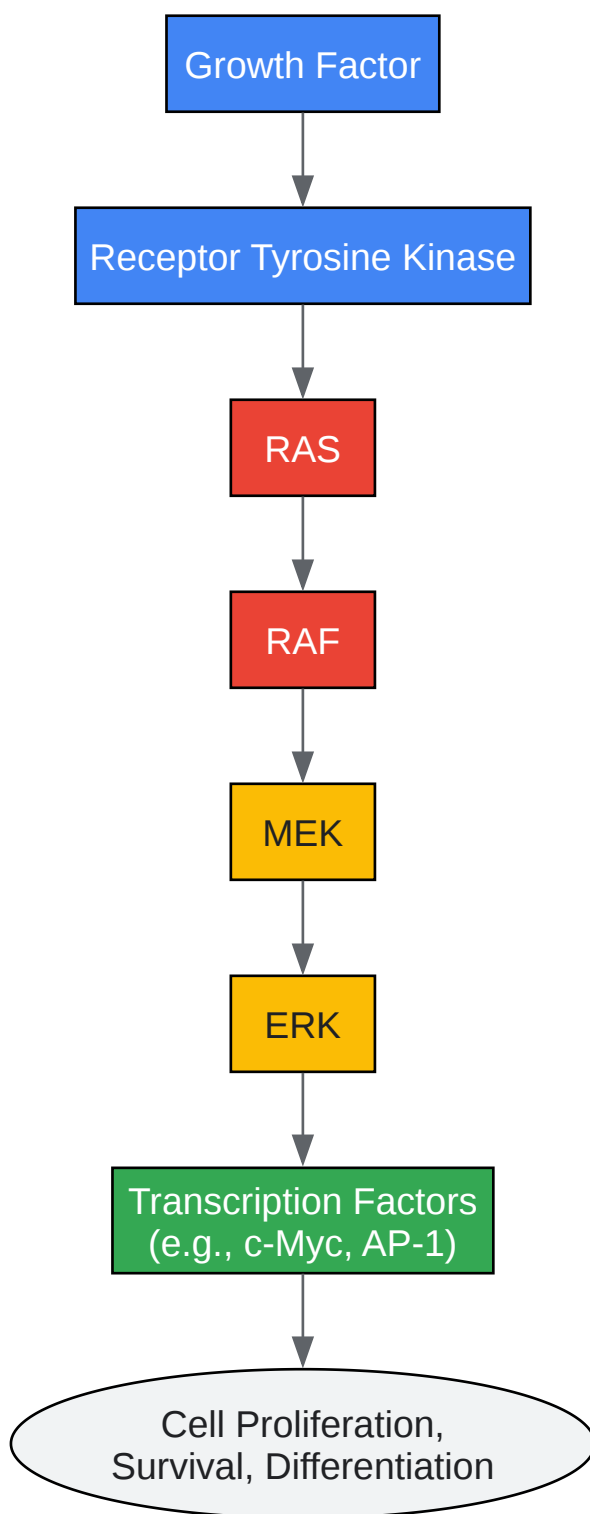 Growth Factor
Receptor Tyrosine Kinase
RAS
RAF
MEK
ERK
Transcription Factors
(e.g., c-Myc, AP-1)
Cell Proliferation,
Survival, Differentiation